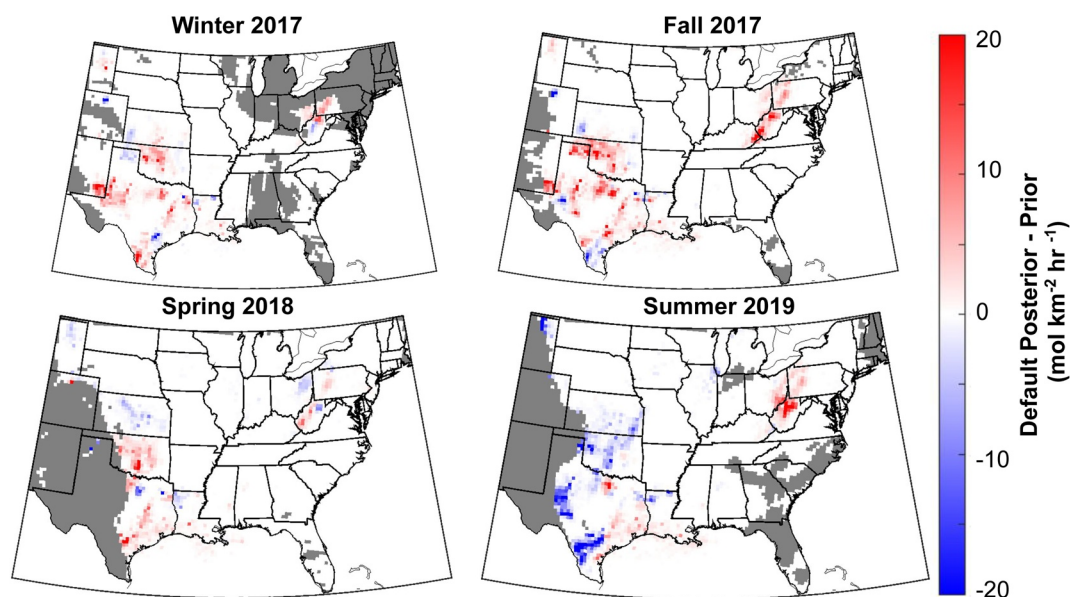 Winter 2017
Fall 2017
Spring 2018
Summer 2019
20
10
0
-10
-20
Default Posterior - Prior
(mol km-2 hr -1)